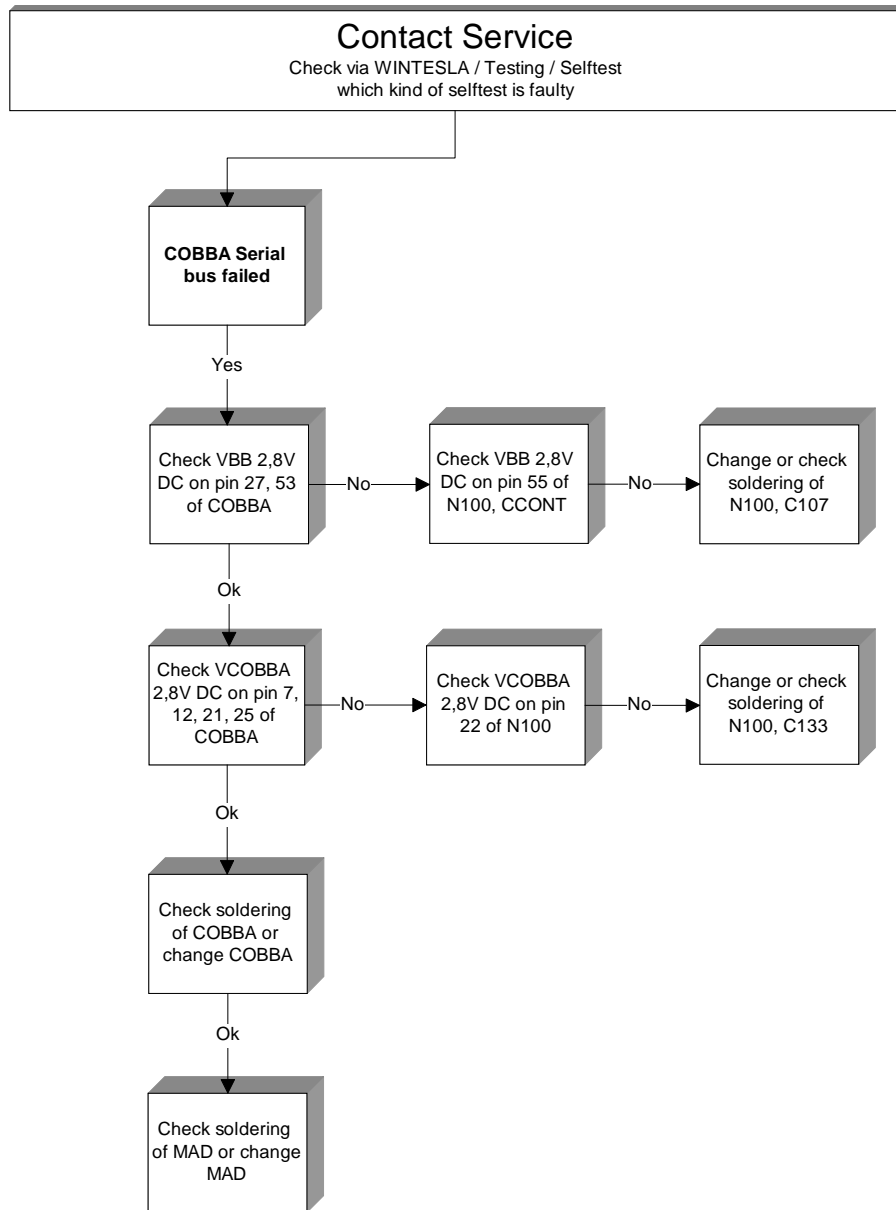 Contact Service
Check via WINTESLA / Testing / Selftest
which kind of selftest is faulty
COBBA Serial
bus failed
Yes
Check VBB 2,8V
DC on pin 27, 53
of COBBA
No
Check VBB 2,8V
DC on pin 55 of
N100, CCONT
No
Change or check
soldering of
N100, C107
Ok
Check VCOBBA
2,8V DC on pin 7,
12, 21, 25 of
COBBA
No
Check VCOBBA
2,8V DC on pin
22 of N100
No
Change or check
soldering of
N100, C133
Ok
Check soldering
of COBBA or
change COBBA
Ok
Check soldering
of MAD or change
MAD